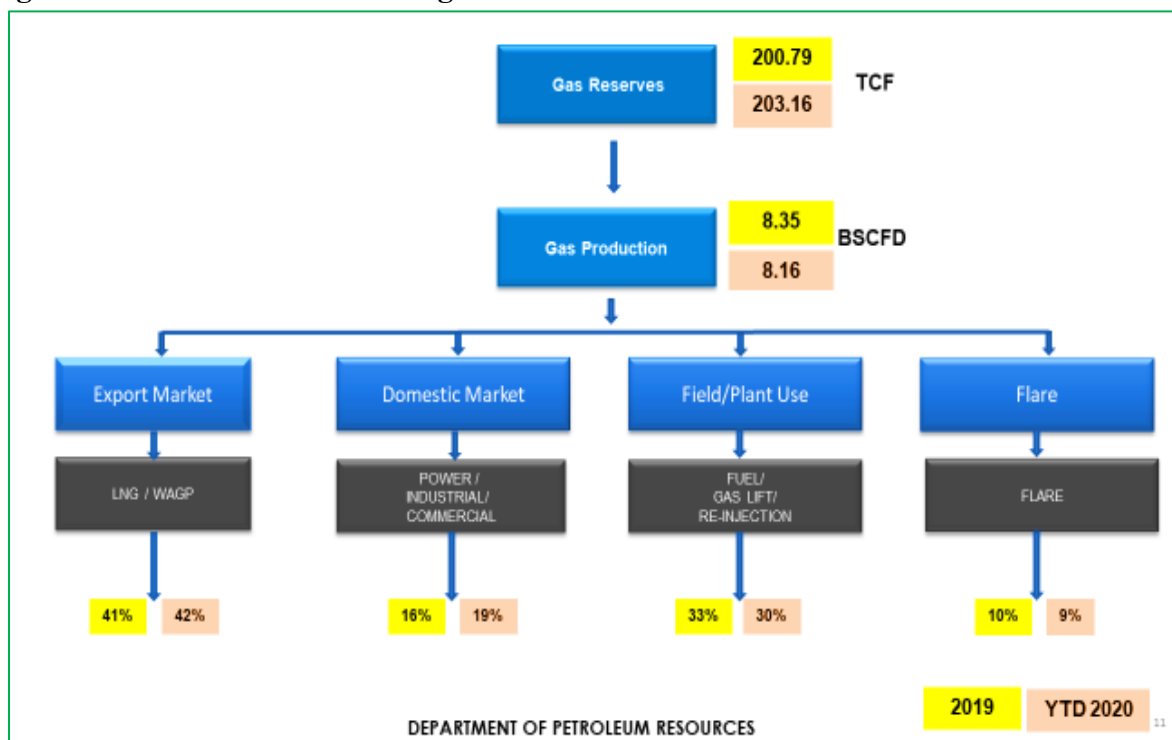 Gas Reserves
200.79
203.16
TCF
Gas Production
8.35
8.16
BSCFD
Export Market
Domestic Market
Field/Plant Use
Flare
LNG / WAGP
POWER /
INDUSTRIAL/
COMMERCIAL
FUEL/
GAS LIFT/
RE-INJECTION
FLARE
41%
42%
16%
19%
33%
30%
10%
9%
2019
YTD 2020
DEPARTMENT OF PETROLEUM RESOURCES
11